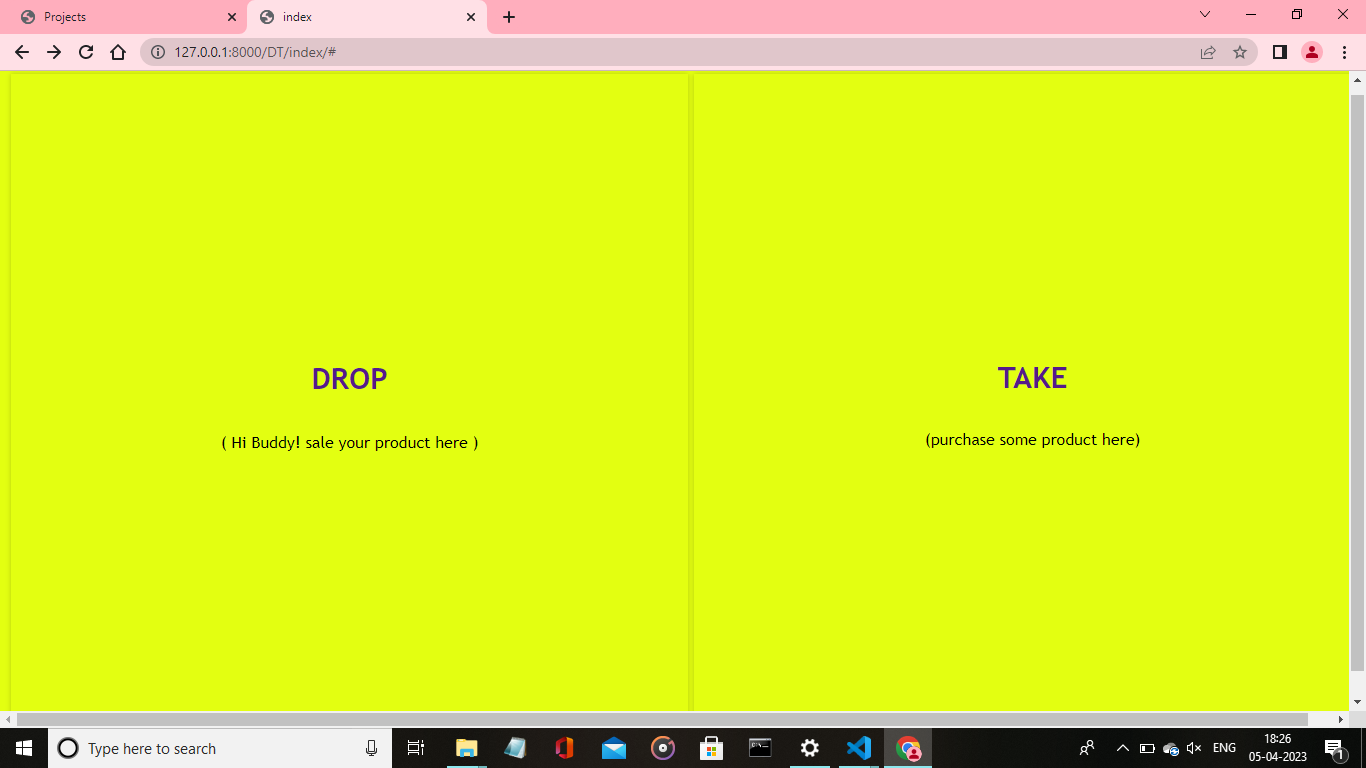 Projects
index
127.0.0.1:8000/DT/index/#
DROP
( Hi Buddy! sale your product here )
TAKE
(purchase some product here)
Type here to search
ENG
18:26
05-04-2023
1